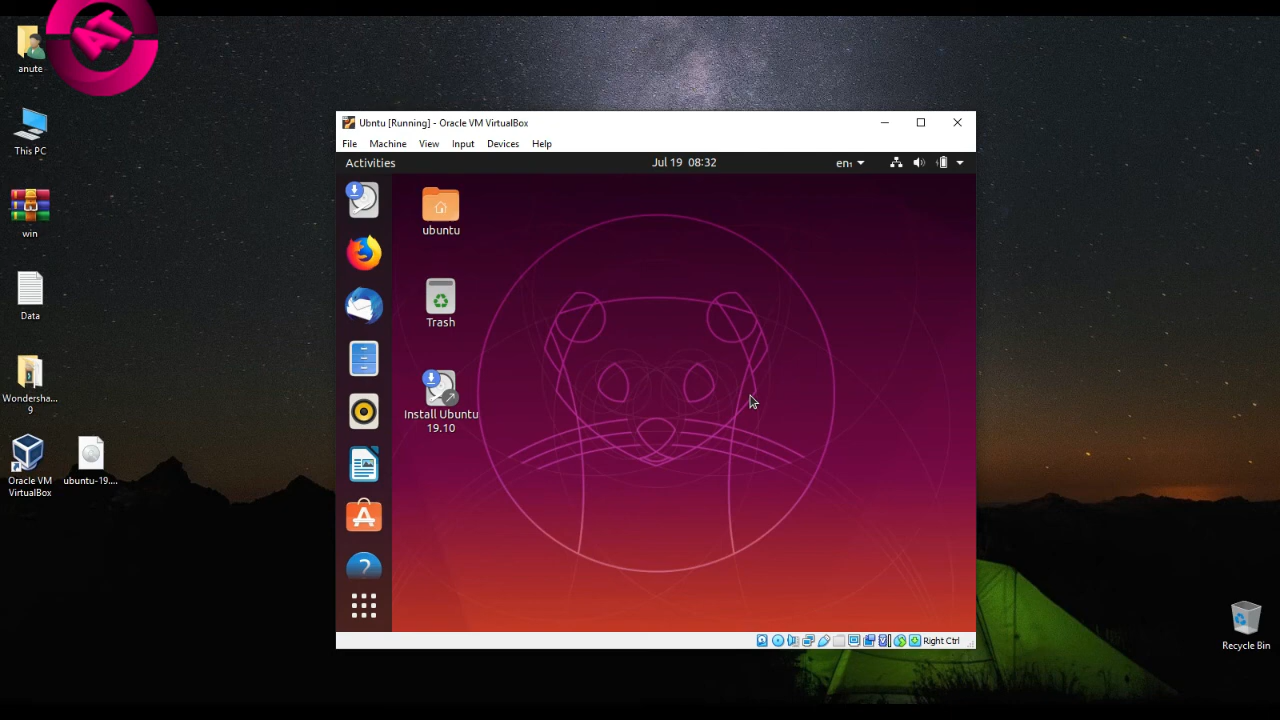 anute
This PC
win
Data
Wondersha...
9
Oracle VM
VirtualBox
ubuntu-19....
Ubntu [Running] - Oracle VM VirtualBox
File Machine View Input Devices Help
Activities
Jul 19 08:32
en₁
ubuntu
Trash
Install Ubuntu
19.10
?
Right Ctrl
Recycle Bin